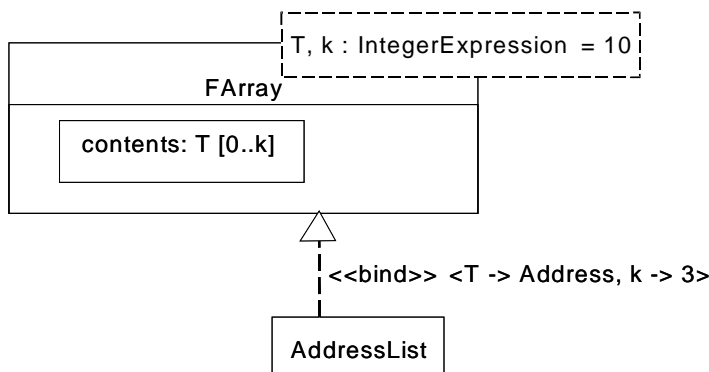 T, k : IntegerExpression = 10
FArray
contents: T [0..k]
<<bind>> <T -> Address, k -> 3>
AddressList